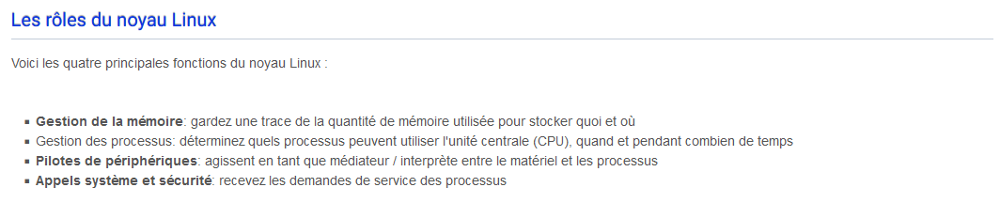 Les rôles du noyau Linux
Voici les quatre principales fonctions du noyau Linux :
Gestion de la mémoire: gardez une trace de la quantité de mémoire utilisée pour stocker quoi et où
Gestion des processus: déterminez quels processus peuvent utiliser l'unité centrale (CPU), quand et pendant combien de temps
Pilotes de périphériques: agissent en tant que médiateur / interprète entre le matériel et les processus
Appels système et sécurité: recevez les demandes de service des processus